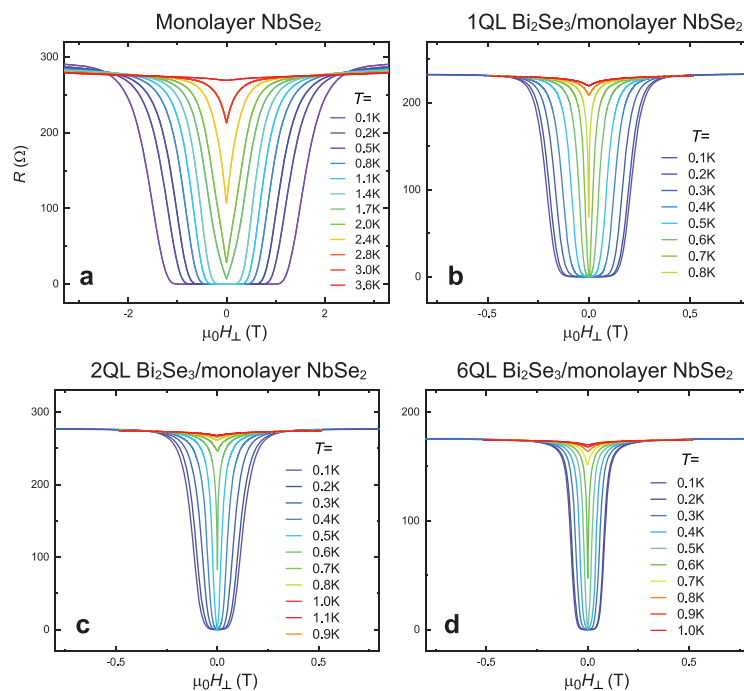 Monolayer NbSe2
R (Ω)
300
200
100
0
T=
0.1K
0.2K
0.5K
0.8K
1.1K
1.4K
1.7K
2.0K
2.4K
2.8K
3.0K
3.6K
a
-2
0
2
μ0H⊥ (T)
1QL Bi2Se3/monolayer NbSe2
200
100
0
T=
0.1K
0.2K
0.3K
0.4K
0.5K
0.6K
0.7K
0.8K
b
-0.5
0.0
0.5
μ0H⊥ (T)
2QL Bi2Se3/monolayer NbSe2
300
200
100
0
T=
0.1K
0.2K
0.3K
0.4K
0.5K
0.6K
0.7K
0.8K
1.0K
1.1K
0.9K
c
-0.5
0.0
0.5
μ0H⊥ (T)
6QL Bi2Se3/monolayer NbSe2
200
100
0
T=
0.1K
0.2K
0.3K
0.4K
0.5K
0.6K
0.7K
0.8K
0.9K
1.0K
d
-0.5
0.0
0.5
μ0H⊥ (T)